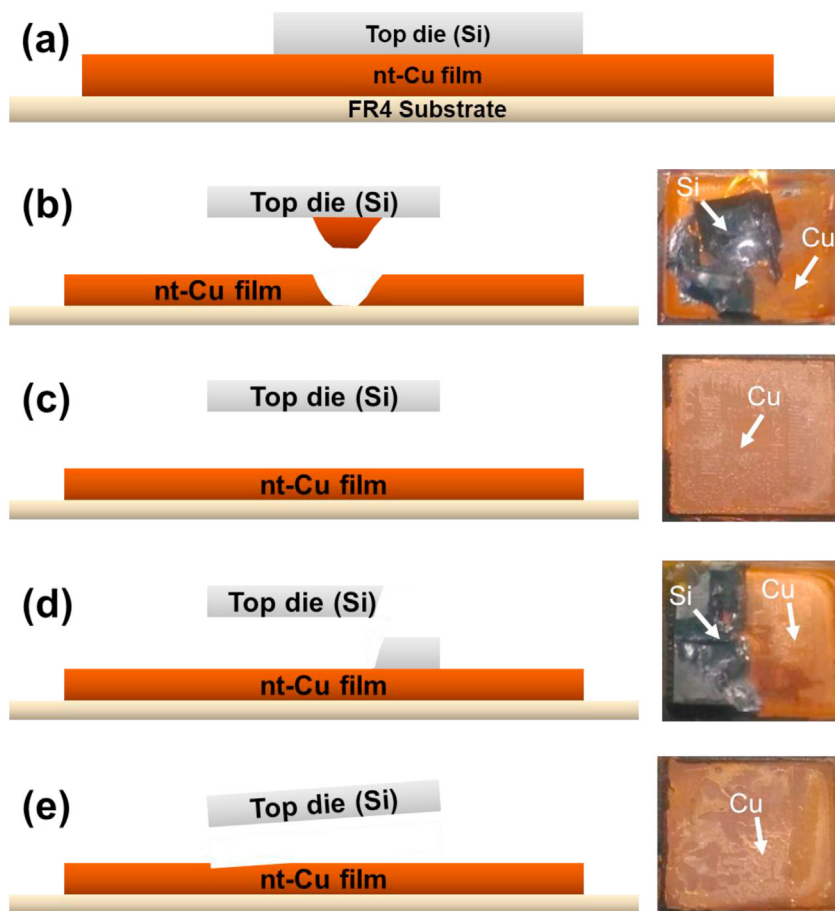 (a)
Top die (Si)
nt-Cu film
FR4 Substrate
(b)
Top die (Si)
nt-Cu film
Si
Cu
(c)
Top die (Si)
nt-Cu film
Cu
(d)
Top die (Si)
nt-Cu film
Si
Cu
(e)
Top die (Si)
nt-Cu film
Cu